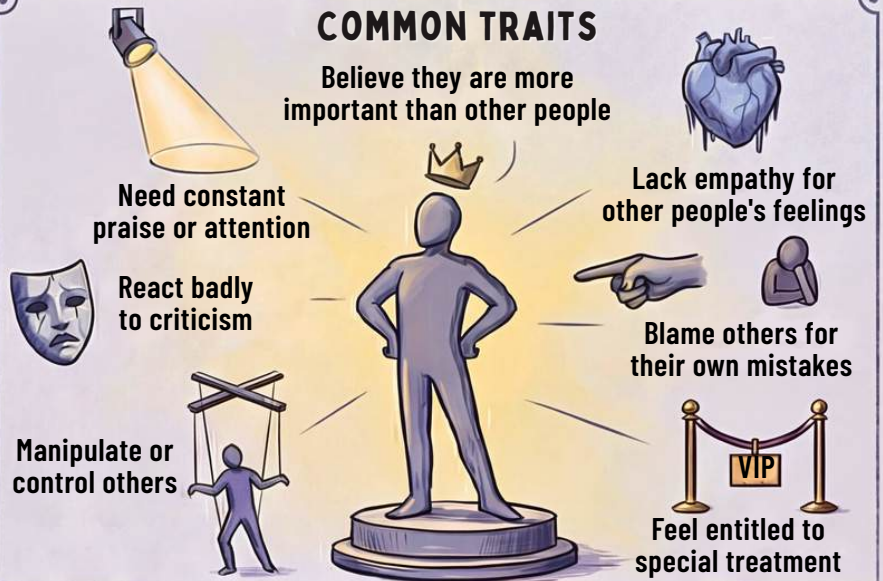 COMMON TRAITS
Believe they are more
important than other people
Need constant
praise or attention
Lack empathy for
other people's feelings
React badly
to criticism
Blame others for
their own mistakes
Manipulate or
control others
VIP
Feel entitled to
special treatment